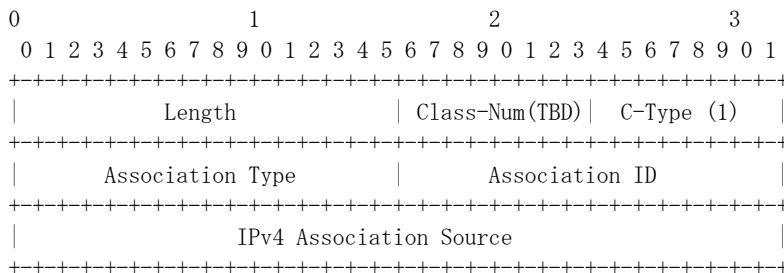 0                   1                   2                   3
0 1 2 3 4 5 6 7 8 9 0 1 2 3 4 5 6 7 8 9 0 1 2 3 4 5 6 7 8 9 0 1
+-+-+-+-+-+-+-+-+-+-+-+-+-+-+-+-+-+-+-+-+-+-+-+-+-+-+-+-+-+-+-+-+
|            Length             | Class-Num(TBD)|  C-Type (1)   |
+-+-+-+-+-+-+-+-+-+-+-+-+-+-+-+-+-+-+-+-+-+-+-+-+-+-+-+-+-+-+-+-+
|       Association Type        |       Association ID          |
+-+-+-+-+-+-+-+-+-+-+-+-+-+-+-+-+-+-+-+-+-+-+-+-+-+-+-+-+-+-+-+-+
|                  IPv4 Association Source                      |
+-+-+-+-+-+-+-+-+-+-+-+-+-+-+-+-+-+-+-+-+-+-+-+-+-+-+-+-+-+-+-+-+